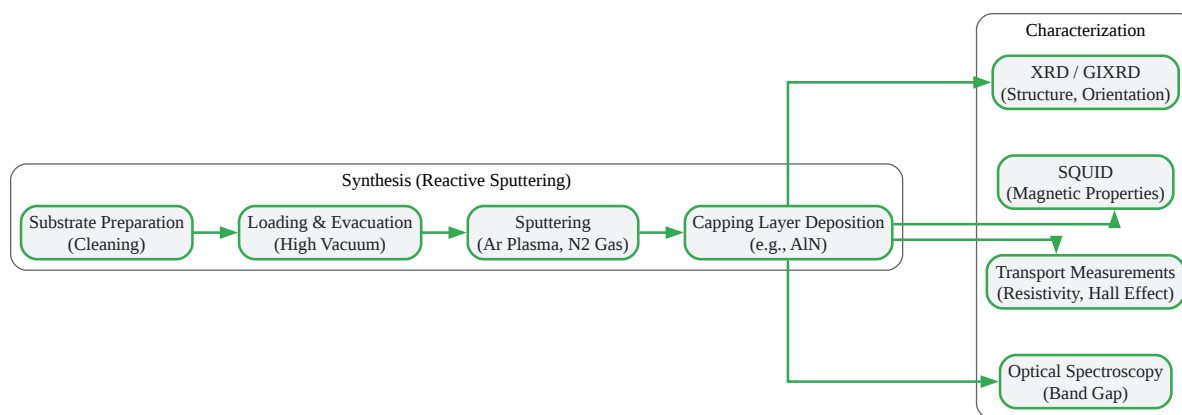 Synthesis (Reactive Sputtering)
Substrate Preparation
(Cleaning)
Loading & Evacuation
(High Vacuum)
Sputtering
(Ar Plasma, N2 Gas)
Capping Layer Deposition
(e.g., AlN)
Characterization
XRD / GIXRD
(Structure, Orientation)
SQUID
(Magnetic Properties)
Transport Measurements
(Resistivity, Hall Effect)
Optical Spectroscopy
(Band Gap)